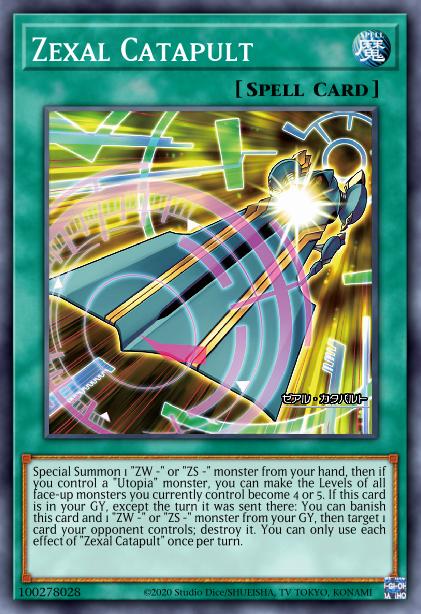 Zexal Catapult
SPELL
魔
[Spell Card]
ゼアル・カタパルト
Special Summon 1 "ZW -" or "ZS -" monster from your hand, then if
you control a "Utopia" monster, you can make the Levels of all
face-up monsters you currently control become 4 or 5. If this card
is in your GY, except the turn it was sent there: You can banish
this card and 1 "ZW -" or "ZS -" monster from your GY, then target 1
card your opponent controls; destroy it. You can only use each
effect of "Zexal Catapult" once per turn.
100278028
©2020 Studio Dice/SHUEISHA, TV TOKYO, KONAMI